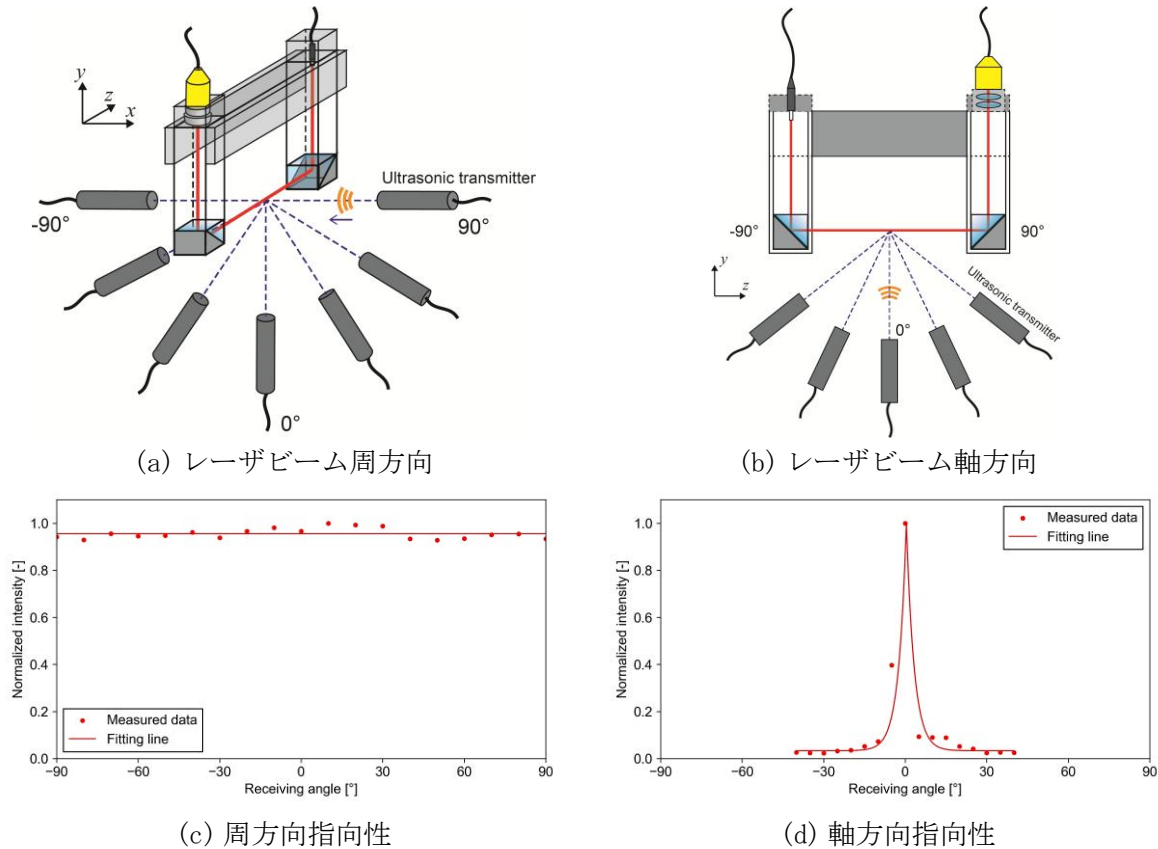 y
z
x
Ultrasonic transmitter
-90°
90°
0°
(a) レーザビーム周方向
-90°
90°
y
z
Ultrasonic transmitter
0°
(b) レーザビーム軸方向
Normalized intensity [-]
1.0
0.8
0.6
0.4
0.2
0.0
Measured data
Fitting line
−90 −60 −30 0 30 60 90
Receiving angle [°]
(c) 周方向指向性
Normalized intensity [-]
1.0
0.8
0.6
0.4
0.2
0.0
Measured data
Fitting line
−90 −60 −30 0 30 60 90
Receiving angle [°]
(d) 軸方向指向性